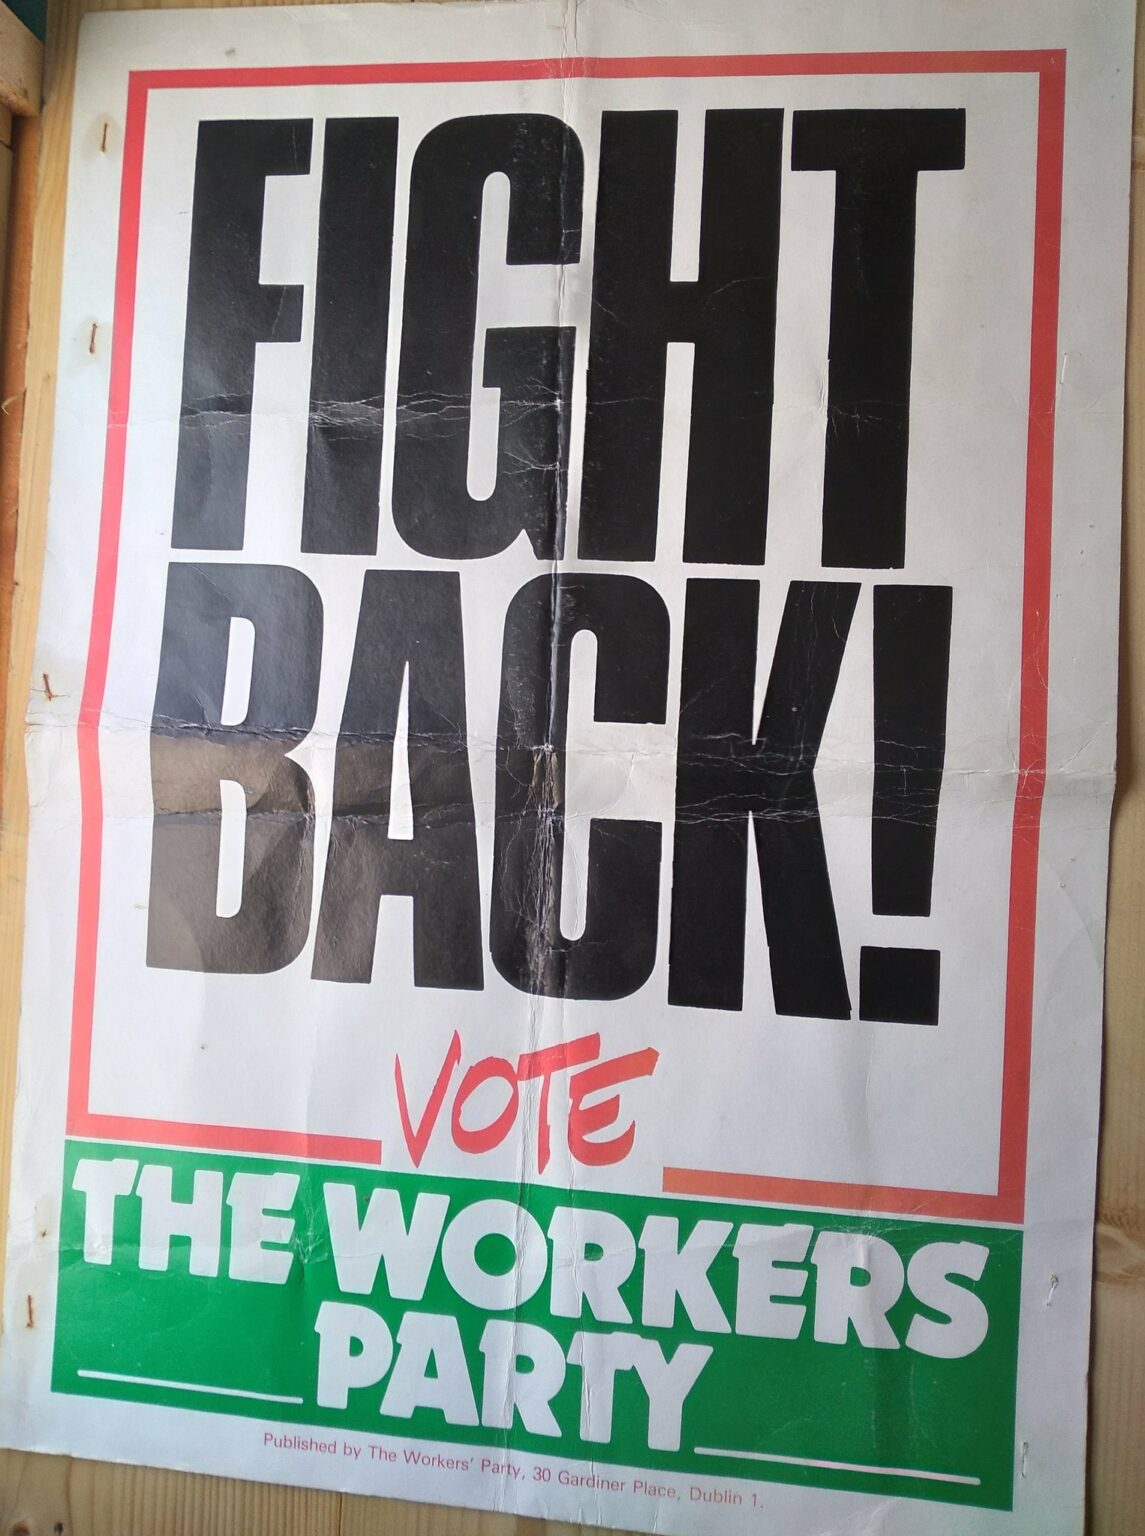 FIGHT
BACK!
VOTE
THE WORKERS
PARTY
Published by The Workers' Party, 30 Gardiner Place, Dublin 1.